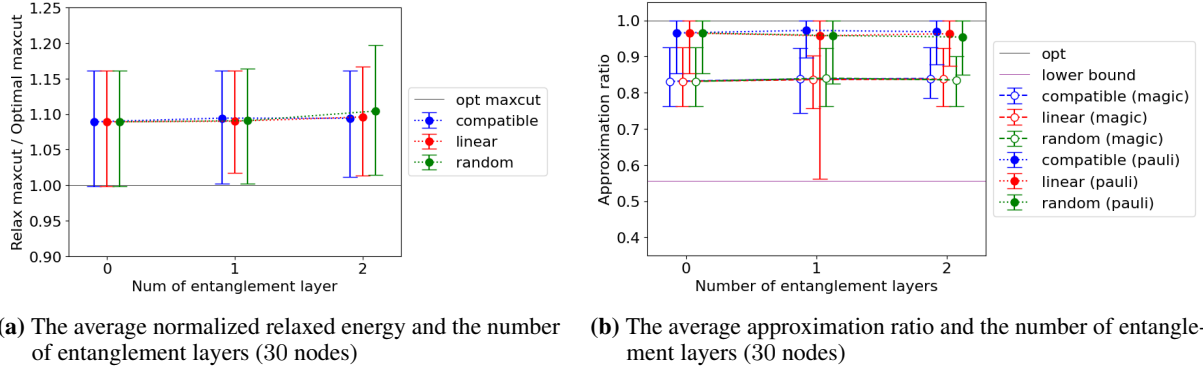 1.25
1.20
1.15
1.10
1.05
1.00
0.95
0.90
Relax maxcut / Optimal maxcut
0 1 2
Num of entanglement layer
opt maxcut
compatible
linear
random
1.0
0.9
0.8
0.7
0.6
0.5
0.4
Approximation ratio
0 1 2
Number of entanglement layers
opt
lower bound
compatible (magic)
linear (magic)
random (magic)
compatible (pauli)
linear (pauli)
random (pauli)
(a) The average normalized relaxed energy and the number
of entanglement layers (30 nodes)
(b) The average approximation ratio and the number of entangle-
ment layers (30 nodes)